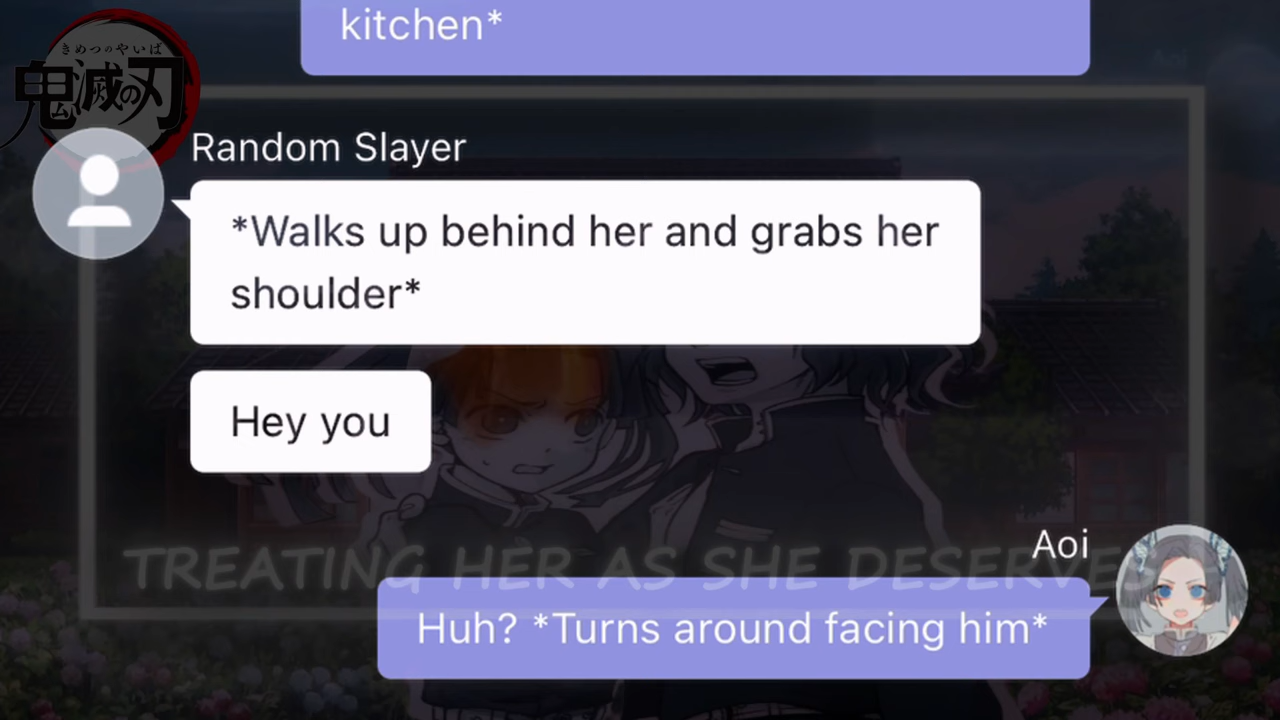 kitchen*
きめつのやいば
鬼滅の刃
Random Slayer
*Walks up behind her and grabs her
shoulder*
Hey you
TREATING HER AS SHE DESERVES
Aoi
Huh? *Turns around facing him*